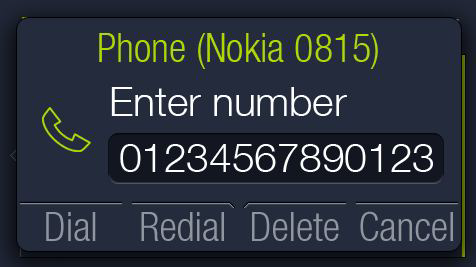 Phone (Nokia 0815)
Enter number
01234567890123
Dial Redial Delete Cancel